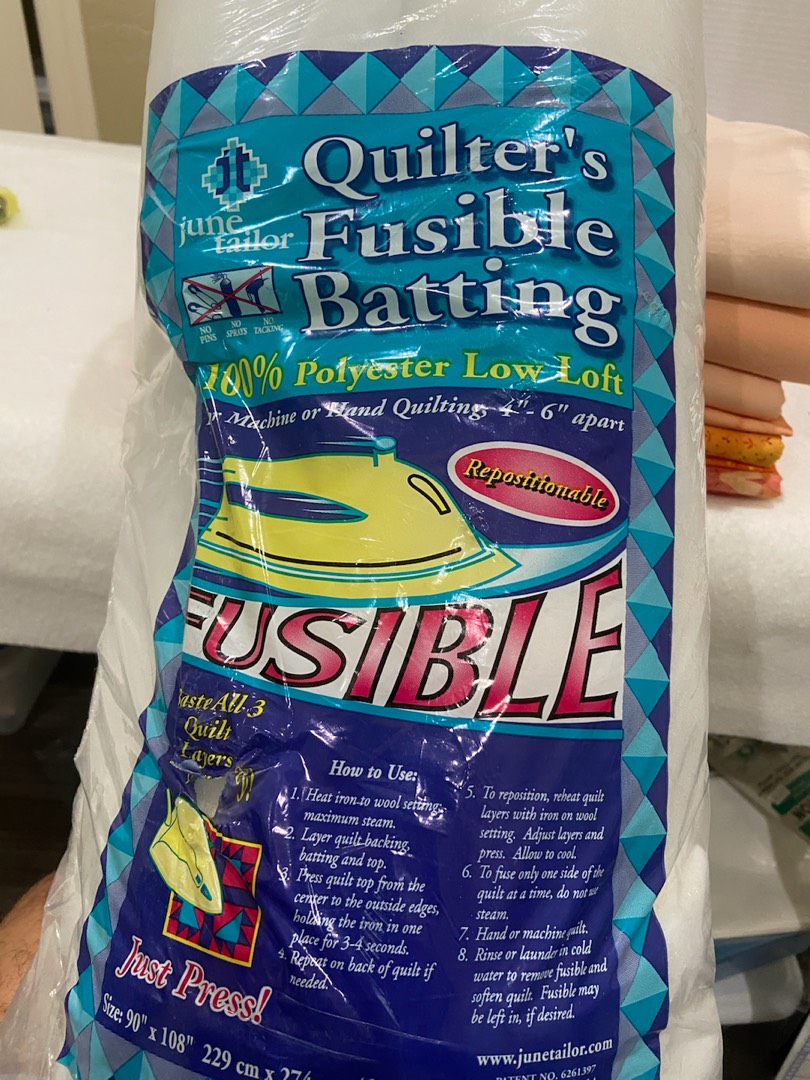 jt
june
tailor
Quilter's
Fusible
Batting
NO PINS
NO SPRAYS
NO TACKING
100% Polyester Low Loft
Machine or Hand Quilting, 4"- 6" apart
Repositionable
FUSIBLE
All 3
Quilt
Layers
Just Press!
Size: 90" x 108" 229 cm x
How to Use:
1. Heat iron to wool setting,
maximum steam.
2. Layer quilt backing,
batting and top.
3. Press quilt top from the
center to the outside edges,
holding the iron in one
place for 3-4 seconds.
4. Repeat on back of quilt if
needed.
5. To reposition, reheat quilt
layers with iron on wool
setting. Adjust layers and
press. Allow to cool.
6. To fuse only one side of the
quilt at a time, do not use
steam.
7. Hand or machine quilt.
8. Rinse or launder in cold
water to remove fusible and
soften quilt. Fusible may
be left in, if desired.
www.junetailor.com
PATENT NO. 6261397